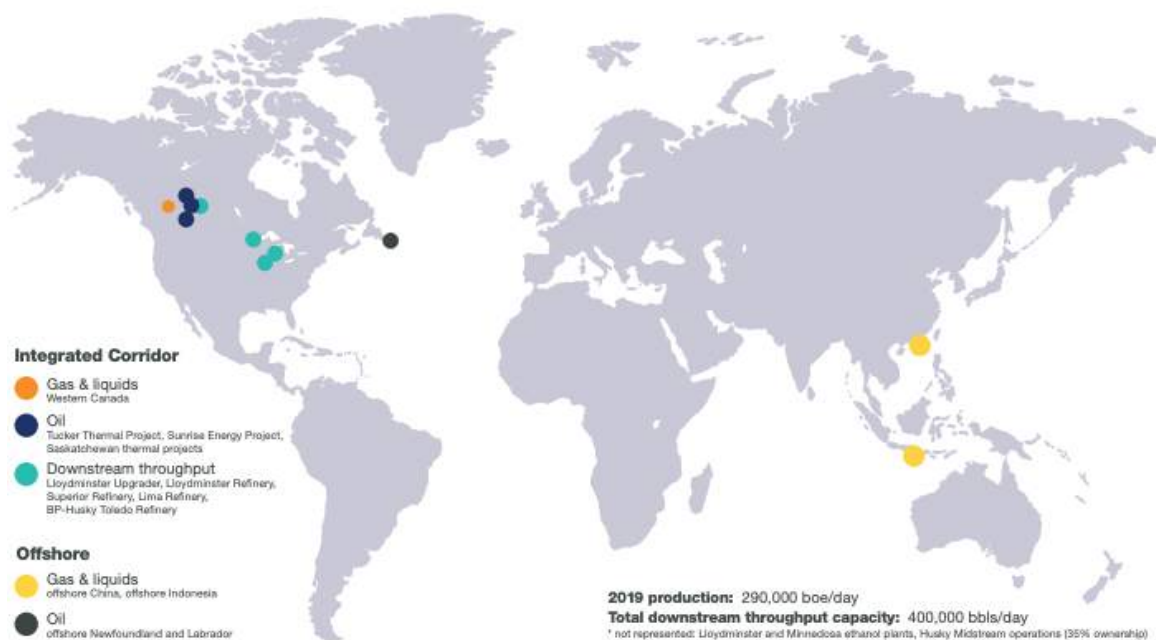 Integrated Corridor
Gas & liquids
Western Canada
Oil
Tucker Thermal Project, Sunrise Energy Project,
Saskatchewan thermal projects
Downstream throughput
Lloydminster Upgrader, Lloydminster Refinery,
Superior Refinery, Lima Refinery,
BP-Husky Toledo Refinery
Offshore
Gas & liquids
offshore China, offshore Indonesia
Oil
offshore Newfoundland and Labrador
2019 production: 290,000 boe/day
Total downstream throughput capacity: 400,000 bbls/day
* not represented: Lloydminster and Minnedosa ethanol plants, Husky Midstream operations (35% ownership)